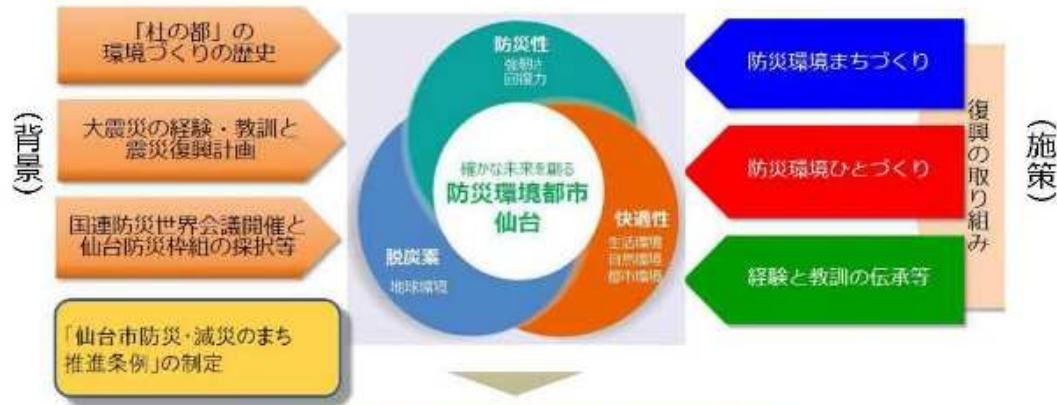 (背景)
「杜の都」の
環境づくりの歴史
大震災の経験・教訓と
震災復興計画
国連防災世界会議開催と
仙台防災枠組の採択等
「仙台市防災・減災のまち
推進条例」の制定
防災性
強靭さ
回復力
確かな未来を創る
防災環境都市
仙台
脱炭素
地球環境
快適性
生活環境
自然環境
都市環境
防災環境まちづくり
防災環境ひとづくり
経験と教訓の伝承等
復興の取り組み
(施策)